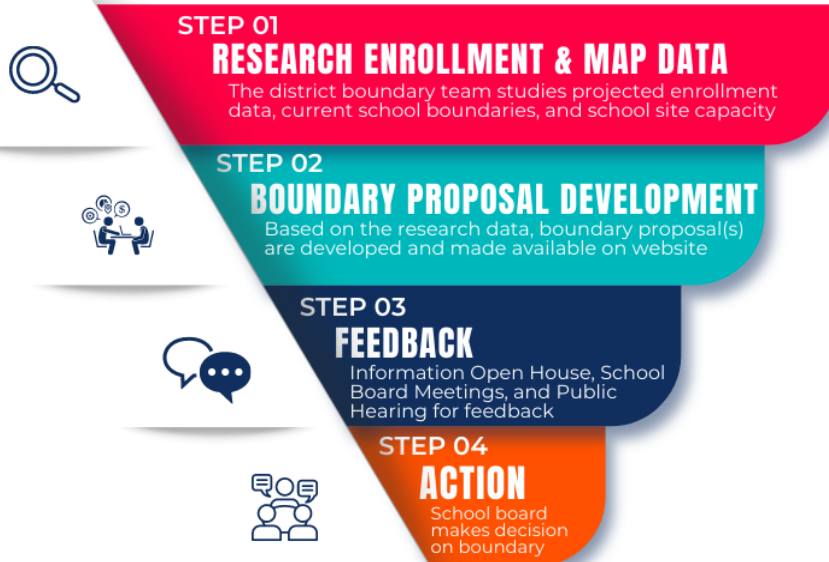 STEP 01
RESEARCH ENROLLMENT & MAP DATA
The district boundary team studies projected enrollment
data, current school boundaries, and school site capacity
STEP 02
BOUNDARY PROPOSAL DEVELOPMENT
Based on the research data, boundary proposal(s)
are developed and made available on website
STEP 03
FEEDBACK
Information Open House, School
Board Meetings, and Public
Hearing for feedback
STEP 04
ACTION
School board
makes decision
on boundary